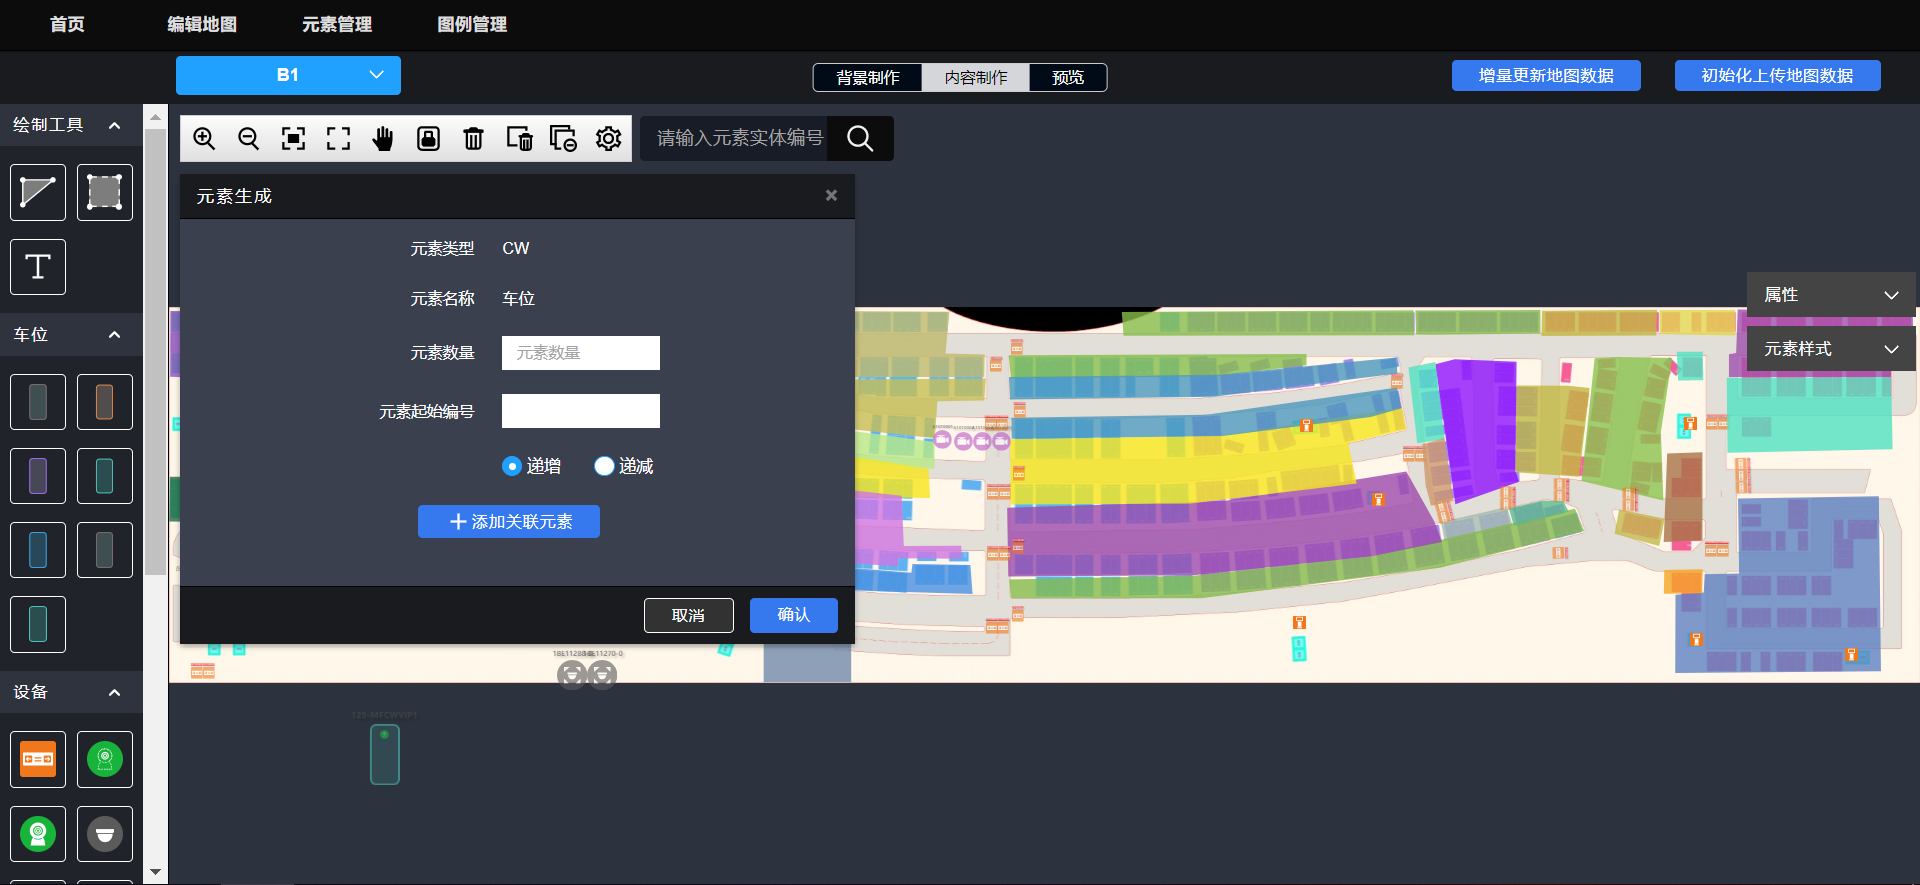 首页 编辑地图 元素管理 图例管理
B1
背景制作 内容制作 预览
增量更新地图数据 初始化上传地图数据
绘制工具
请输入元素实体编号
元素生成
元素类型 CW
元素名称 车位
元素数量 元素数量
元素起始编号
递增 递减
添加关联元素
取消 确认
属性
元素样式
车位
设备